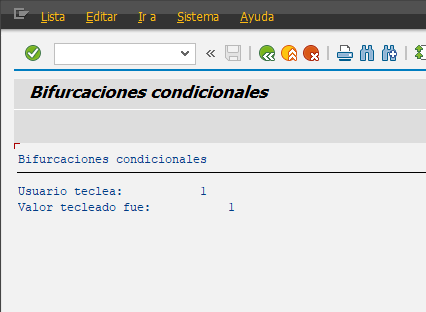 Lista Editar Ir a Sistema Ayuda
Bifurcaciones condicionales
Bifurcaciones condicionales
Usuario teclea: 1
Valor tecleado fue: 1